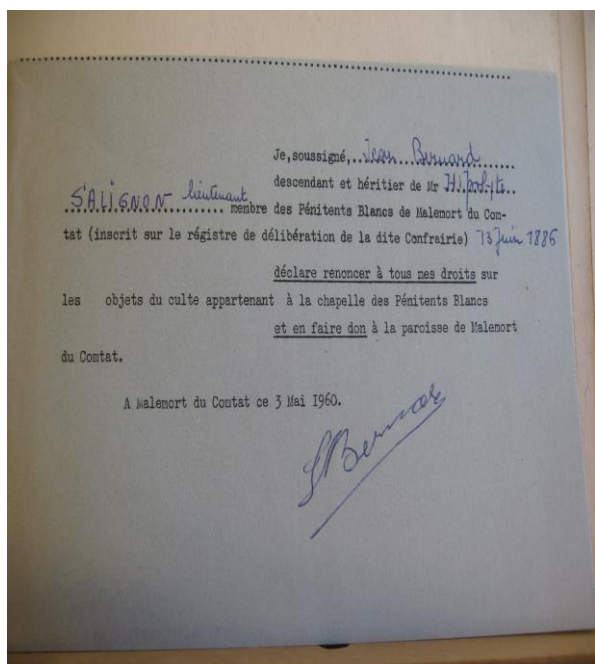 Je,soussigné,..Jean..Bernard......
descendant et héritier de Mr Hipolyte..
SALIGNON lieutenant membre des Pénitents Blancs de Malemort du Com-
tat (inscrit sur le régistre de délibération de la dite Confrairie) 13 Juin 1886
déclare renoncer à tous mes droits sur
les objets du culte appartenant à la chapelle des Pénitents Blancs
et en faire don à la paroisse de Malemort
du Comtat.
A Malemort du Comtat ce 3 Mai I960.
JBernard